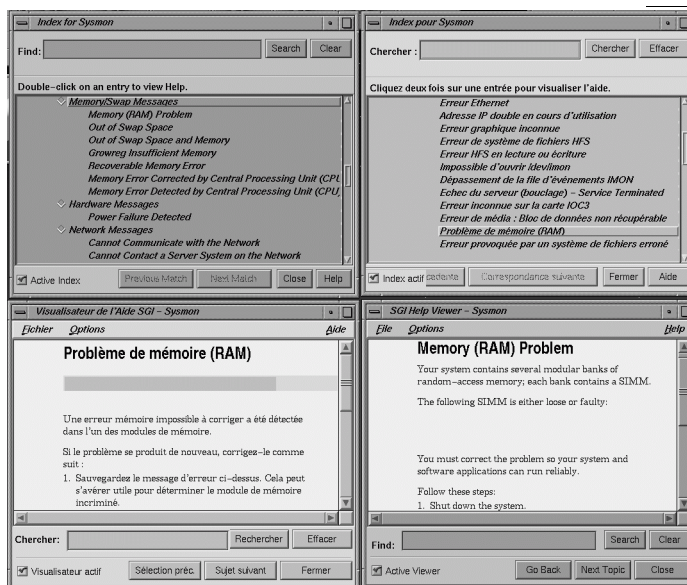 Index for Sysmon
Find:
Search
Clear
Double-click on an entry to view Help.
Memory/Swap Messages
Memory (RAM) Problem
Out of Swap Space
Out of Swap Space and Memory
Growreg Insufficient Memory
Recoverable Memory Error
Memory Error Corrected by Central Processing Unit (CPU
Memory Error Detected by Central Processing Unit (CPU,
Hardware Messages
Power Failure Detected
Network Messages
Cannot Communicate with the Network
Cannot Contact a Server System on the Network
Active Index
Previous Match
Next Match
Close
Help
Index pour Sysmon
Chercher :
Chercher
Effacer
Cliquez deux fois sur une entrée pour visualiser l'aide.
Erreur Ethernet
Adresse IP double en cours d'utilisation
Erreur graphique inconnue
Erreur de système de fichiers HFS
Erreur HFS en lecture ou écriture
Impossible d'ouvrir /dev/imon
Dépassement de la file d'événements IMON
Echec du serveur (bouclage) - Service Terminated
Erreur inconnue sur la carte IOC3
Erreur de média : Bloc de données non récupérable
Problème de mémoire (RAM)
Erreur provoquée par un système de fichiers erroné
Index actif
cedente
Correspondance suivante
Fermer
Aide
Visualisateur de l'Aide SGI - Sysmon
Fichier
Options
Aide
Problème de mémoire (RAM)
Une erreur mémoire impossible à corriger a été détectée
dans l'un des modules de mémoire.
Si le problème se produit de nouveau, corrigez-le comme
suit :
1. Sauvegardez le message d'erreur ci-dessus. Cela peut
s'avérer utile pour déterminer le module de mémoire
incriminé.
Chercher:
Rechercher
Effacer
Visualisateur actif
Sélection préc.
Sujet suivant
Fermer
SGI Help Viewer - Sysmon
File
Options
Help
Memory (RAM) Problem
Your system contains several modular banks of
random-access memory; each bank contains a SIMM.
The following SIMM is either loose or faulty:
You must correct the problem so your system and
software applications can run reliably.
Follow these steps:
1. Shut down the system.
Find:
Search
Clear
Active Viewer
Go Back
Next Topic
Close